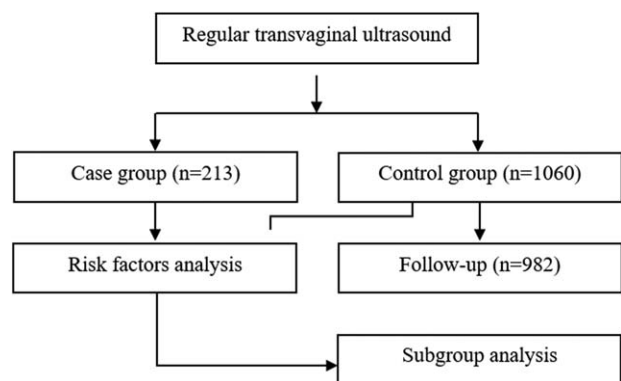 Regular transvaginal ultrasound
Case group (n=213)
Control group (n=1060)
Risk factors analysis
Follow-up (n=982)
Subgroup analysis